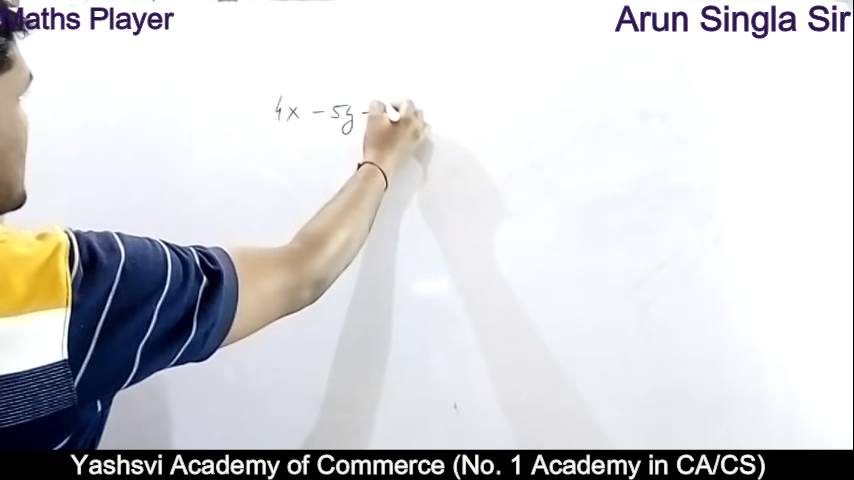 Maths Player
Arun Singla Sir
4x - 5y -
Yashsvi Academy of Commerce (No. 1 Academy in CA/CS)